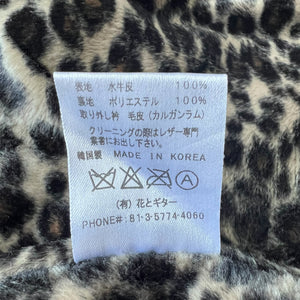 表地 水牛皮 100%
裏地 ポリエステル 100%
取り外し衿 毛皮 (カルガンラム)
クリーニングの際はレザー専門
業者にお出し下さい。
韓国製 MADE IN KOREA
(有) 花とギター
PHONE#: 81-3-5774-4060